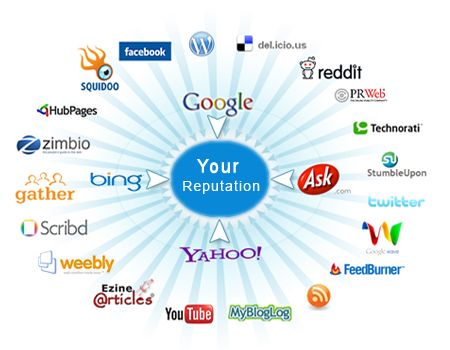 facebook
del.icio.us
SQUIDOO
reddit
Google
PRWeb
HubPages
Technorati
zimbio
Your
Reputation
StumbleUpon
bing
Ask
.com
gather
twitter
Scribd
YAHOO!
Google wave
weebly
FeedBurner
Ezine
@rticles
YouTube
MyBlogLog